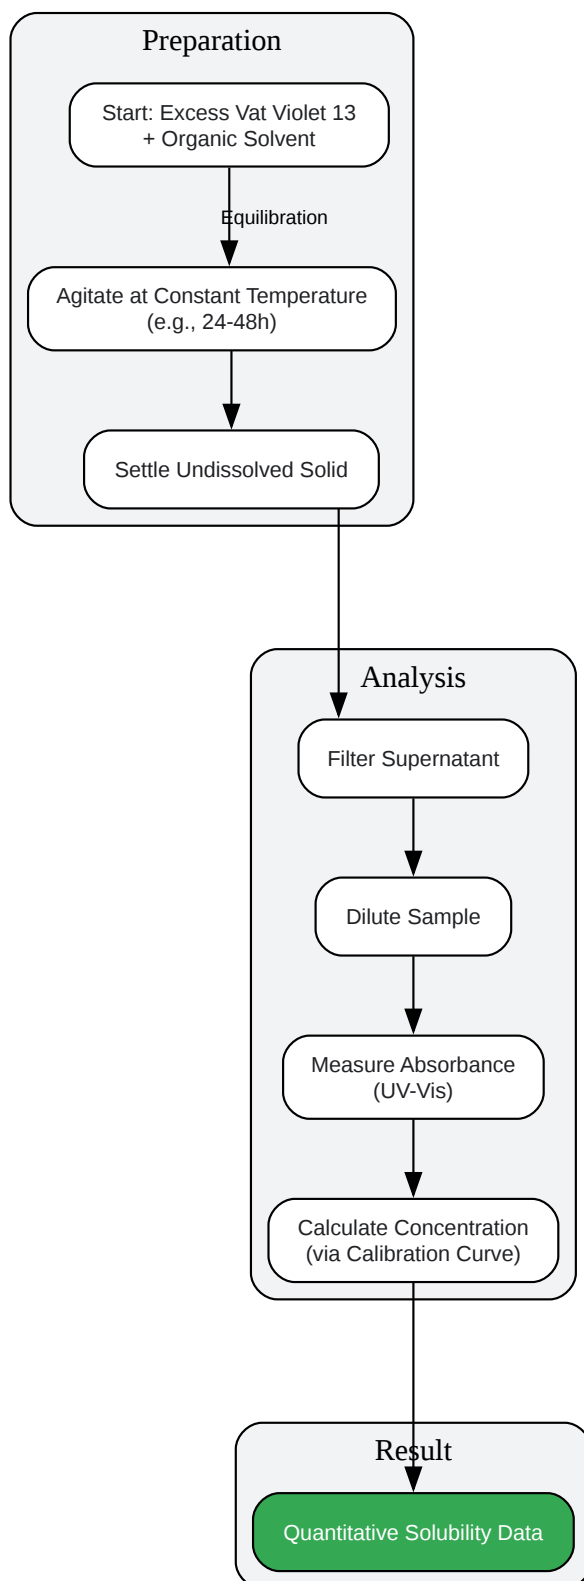 Preparation
Start: Excess Vat Violet 13
+ Organic Solvent
Equilibration
Agitate at Constant Temperature
(e.g., 24-48h)
Settle Undissolved Solid
Analysis
Filter Supernatant
Dilute Sample
Measure Absorbance
(UV-Vis)
Calculate Concentration
(via Calibration Curve)
Result
Quantitative Solubility Data